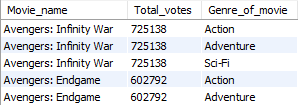 Movie_name Total_votes Genre_of_movie
Avengers: Infinity War 725138 Action
Avengers: Infinity War 725138 Adventure
Avengers: Infinity War 725138 Sci-Fi
Avengers: Endgame 602792 Action
Avengers: Endgame 602792 Adventure